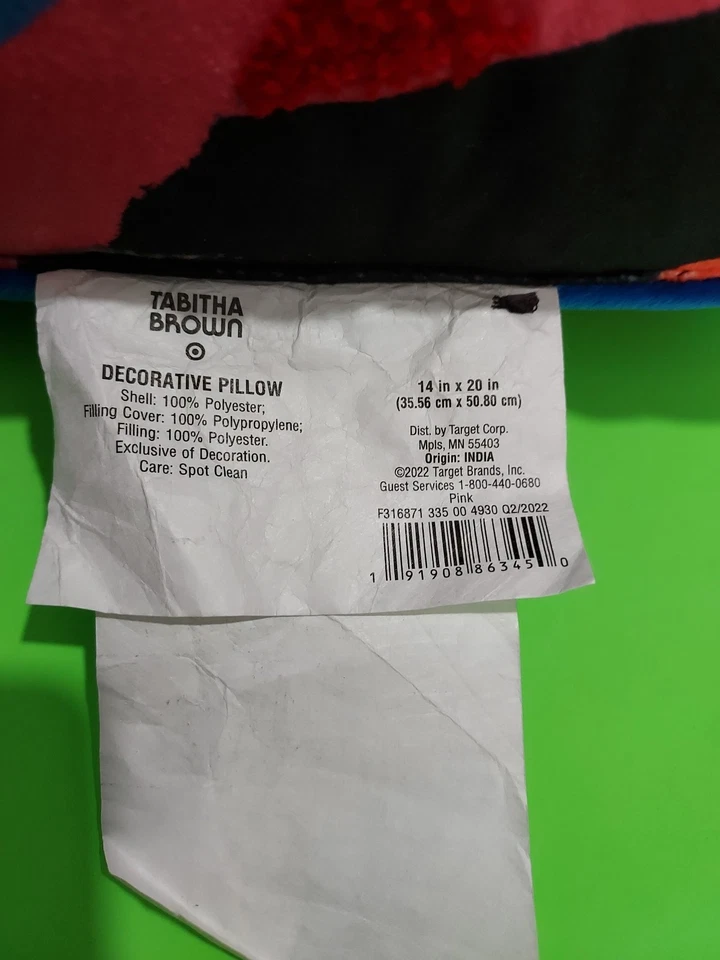 TABITHA
BROWN
DECORATIVE PILLOW
Shell: 100% Polyester;
Filling Cover: 100% Polypropylene;
Filling: 100% Polyester.
Exclusive of Decoration.
Care: Spot Clean
14 in x 20 in
(35.56 cm x 50.80 cm)
Dist. by Target Corp.
Mpls, MN 55403
Origin: INDIA
©2022 Target Brands, Inc.
Guest Services 1-800-440-0680
Pink
F316871 335 00 4930 Q2/2022
1 91908 86345 0